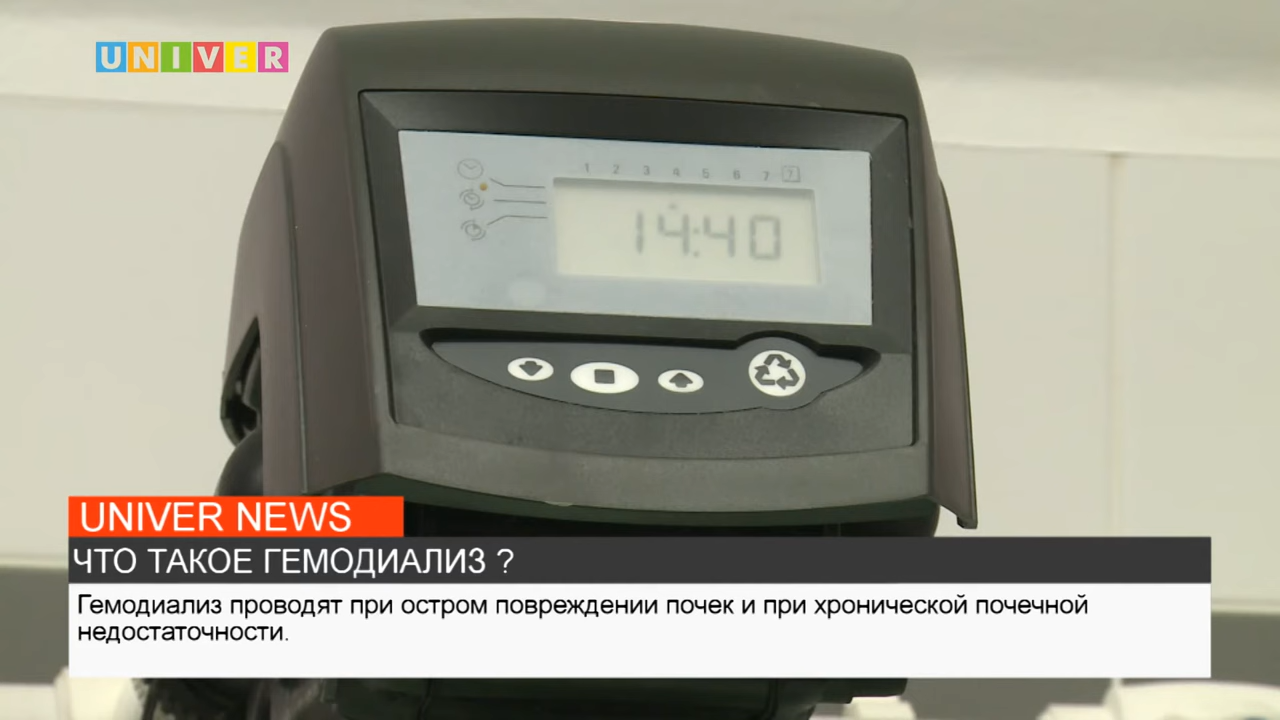 UNIVER
1 2 3 4 5 6 7 7
14:40
UNIVER NEWS
ЧТО ТАКОЕ ГЕМОДИАЛИЗ ?
Гемодиализ проводят при остром повреждении почек и при хронической почечной
недостаточности.